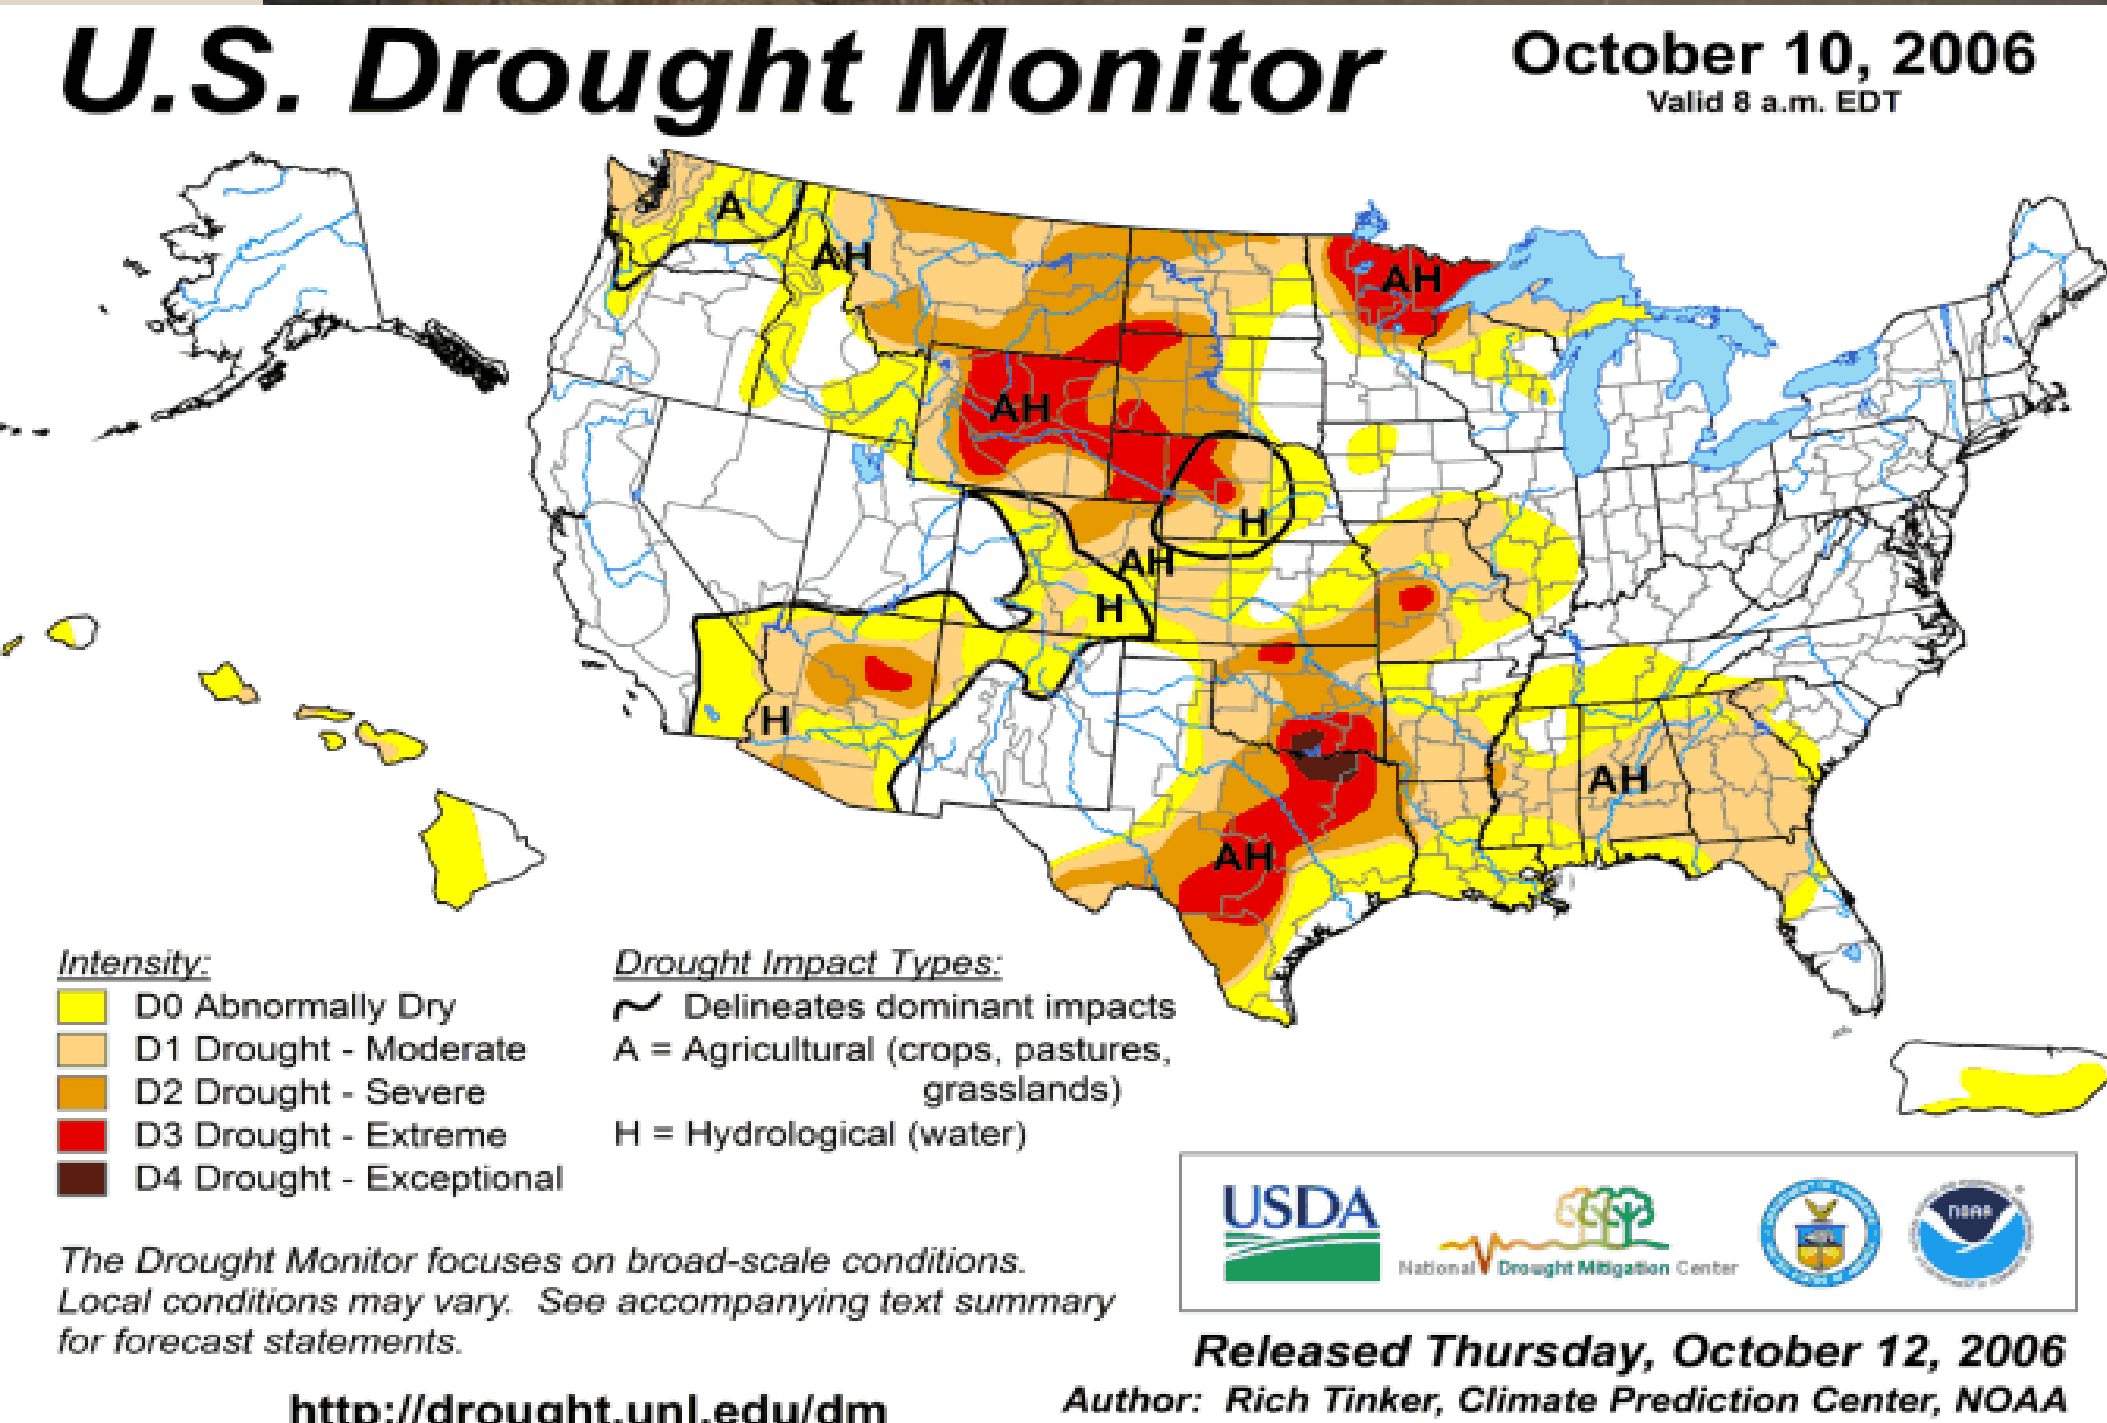 U.S. Drought Monitor
October 10, 2006
Valid 8 a.m. EDT
A
AH
AH
AH
H
AH
H
H
AH
AH
Intensity:
D0 Abnormally Dry
D1 Drought - Moderate
D2 Drought - Severe
D3 Drought - Extreme
D4 Drought - Exceptional
Drought Impact Types:
Delineates dominant impacts
A = Agricultural (crops, pastures,
grasslands)
H = Hydrological (water)
The Drought Monitor focuses on broad-scale conditions.
Local conditions may vary. See accompanying text summary
for forecast statements.
http://drought.unl.edu/dm
USDA
National Drought Mitigation Center
NOAA
Released Thursday, October 12, 2006
Author: Rich Tinker, Climate Prediction Center, NOAA